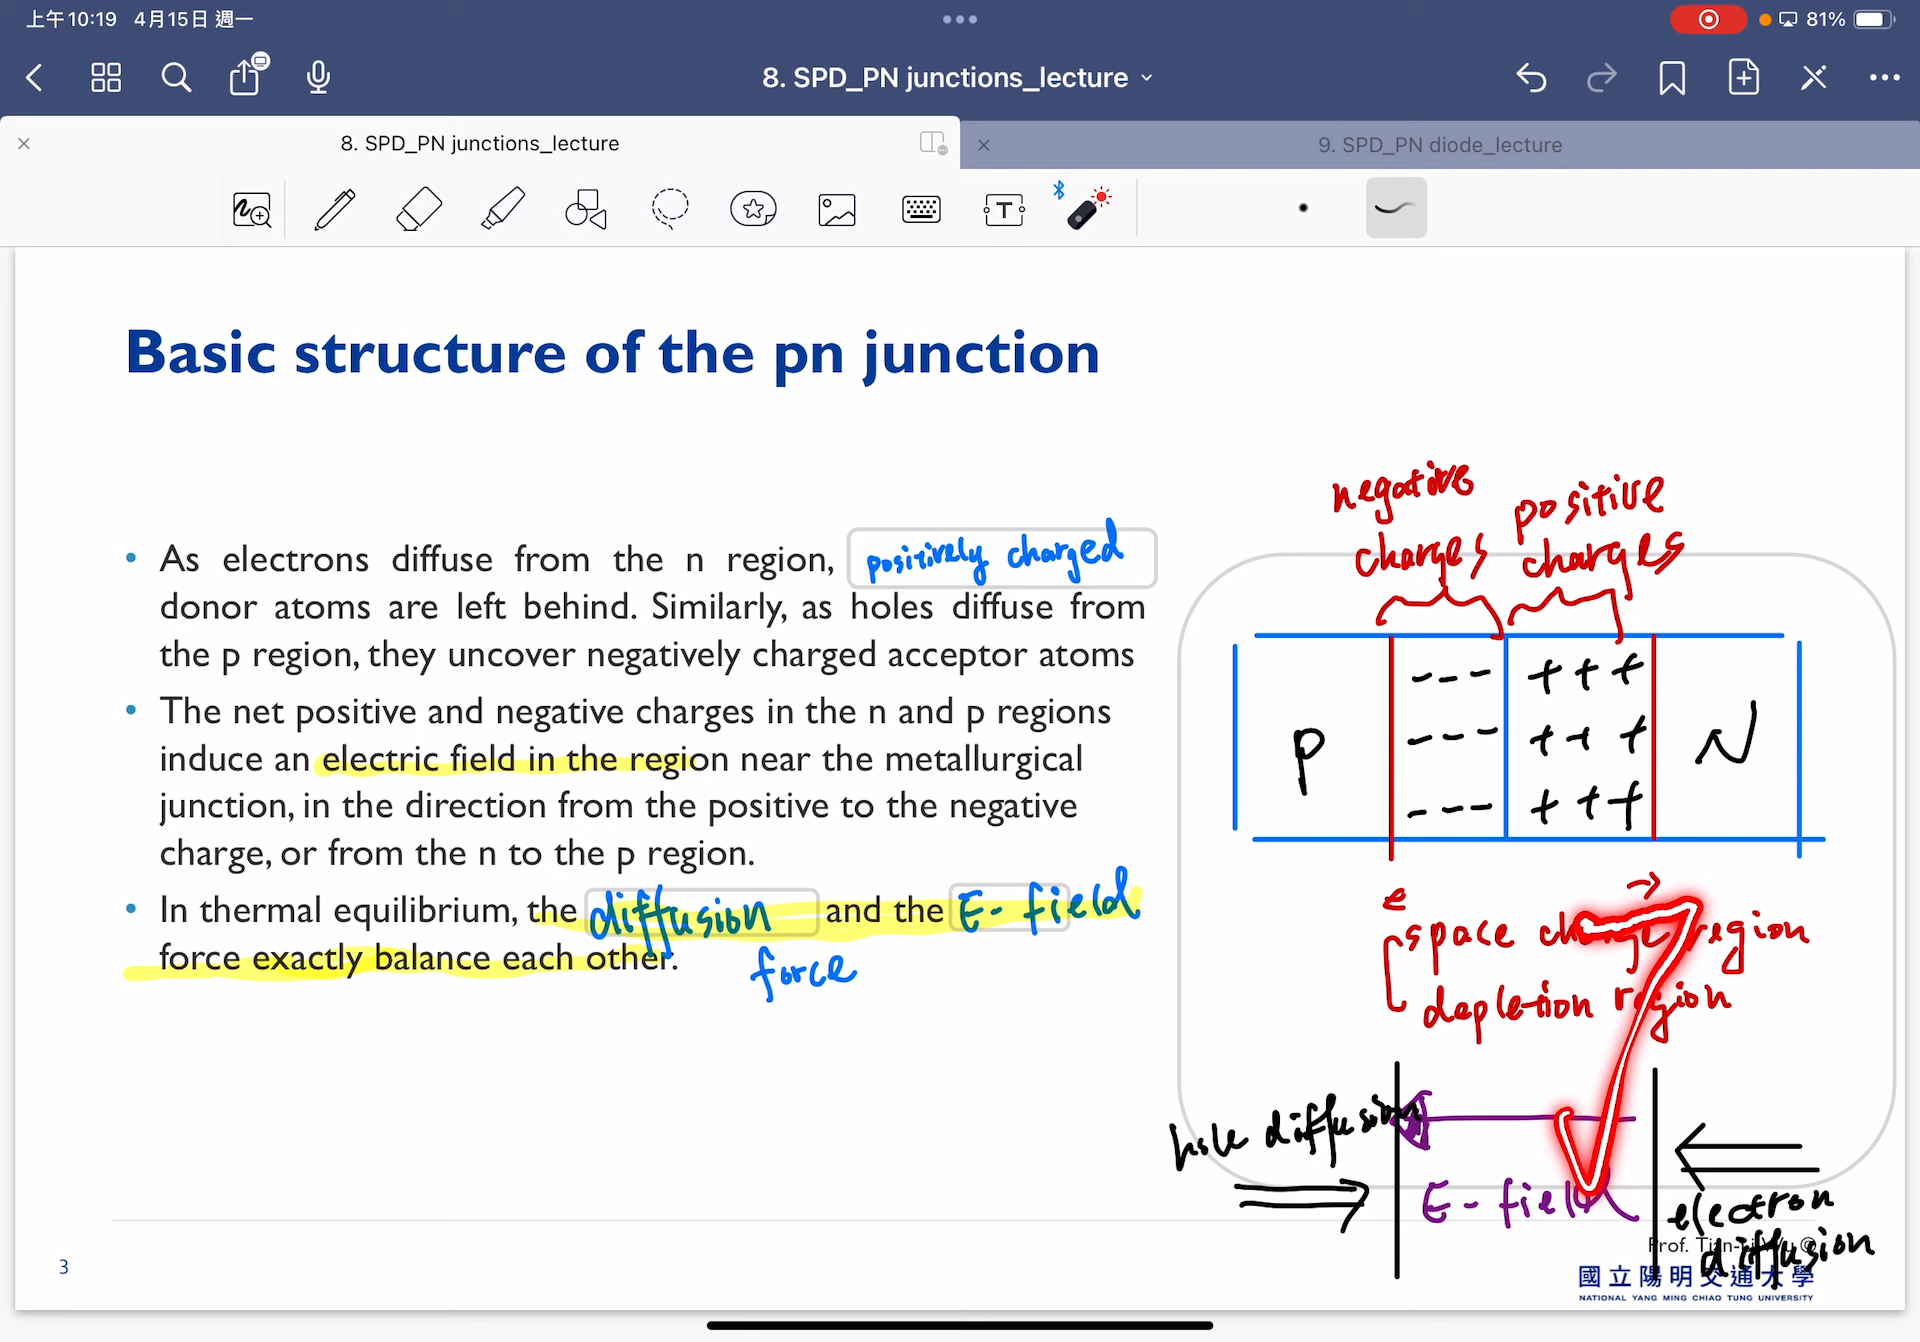 上午10:19 4月15日 週一
81%
8. SPD_PN junctions_lecture
8. SPD_PN junctions_lecture
9. SPD_PN diode_lecture
T
Basic structure of the pn junction
• As electrons diffuse from the n region, positively charged
donor atoms are left behind. Similarly, as holes diffuse from
the p region, they uncover negatively charged acceptor atoms
• The net positive and negative charges in the n and p regions
induce an electric field in the region near the metallurgical
junction, in the direction from the positive to the negative
charge, or from the n to the p region.
• In thermal equilibrium, the diffusion and the E-field
force exactly balance each other.
force
negative
charges
positive
charges
--- +++
P --- +++ N
--- +++
e
space charge region
depletion region
hole diffusion
E-field
electron
diffusion
3
Prof. Tian-Li Wu ©
國立陽明交通大學
NATIONAL YANG MING CHIAO TUNG UNIVERSITY